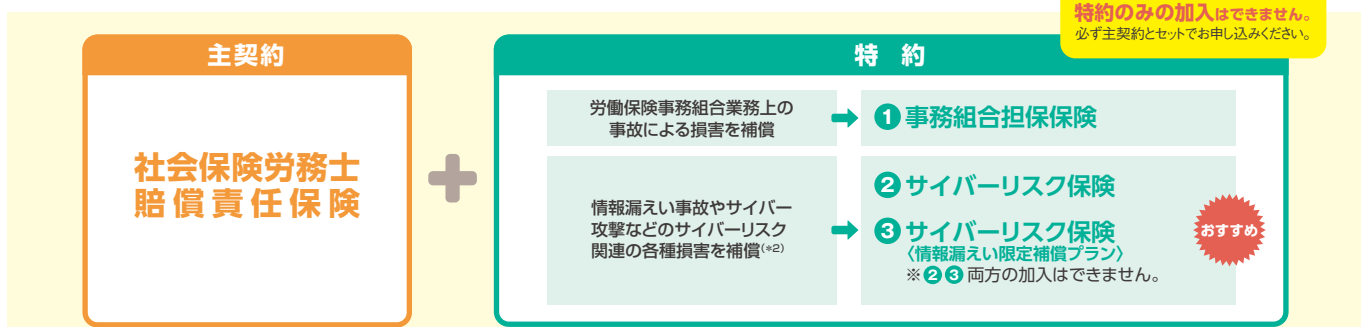 特約のみの加入はできません。
必ず主契約とセットでお申し込みください。
主契約
社会保険労務士
賠償責任保険
特 約
労働保険事務組合業務上の
事故による損害を補償
❶事務組合担保保険
情報漏えい事故やサイバー
攻撃などのサイバーリスク
関連の各種損害を補償(*2)
❷サイバーリスク保険
❸サイバーリスク保険
〈情報漏えい限定補償プラン〉
※❷❸両方の加入はできません。
おすすめ